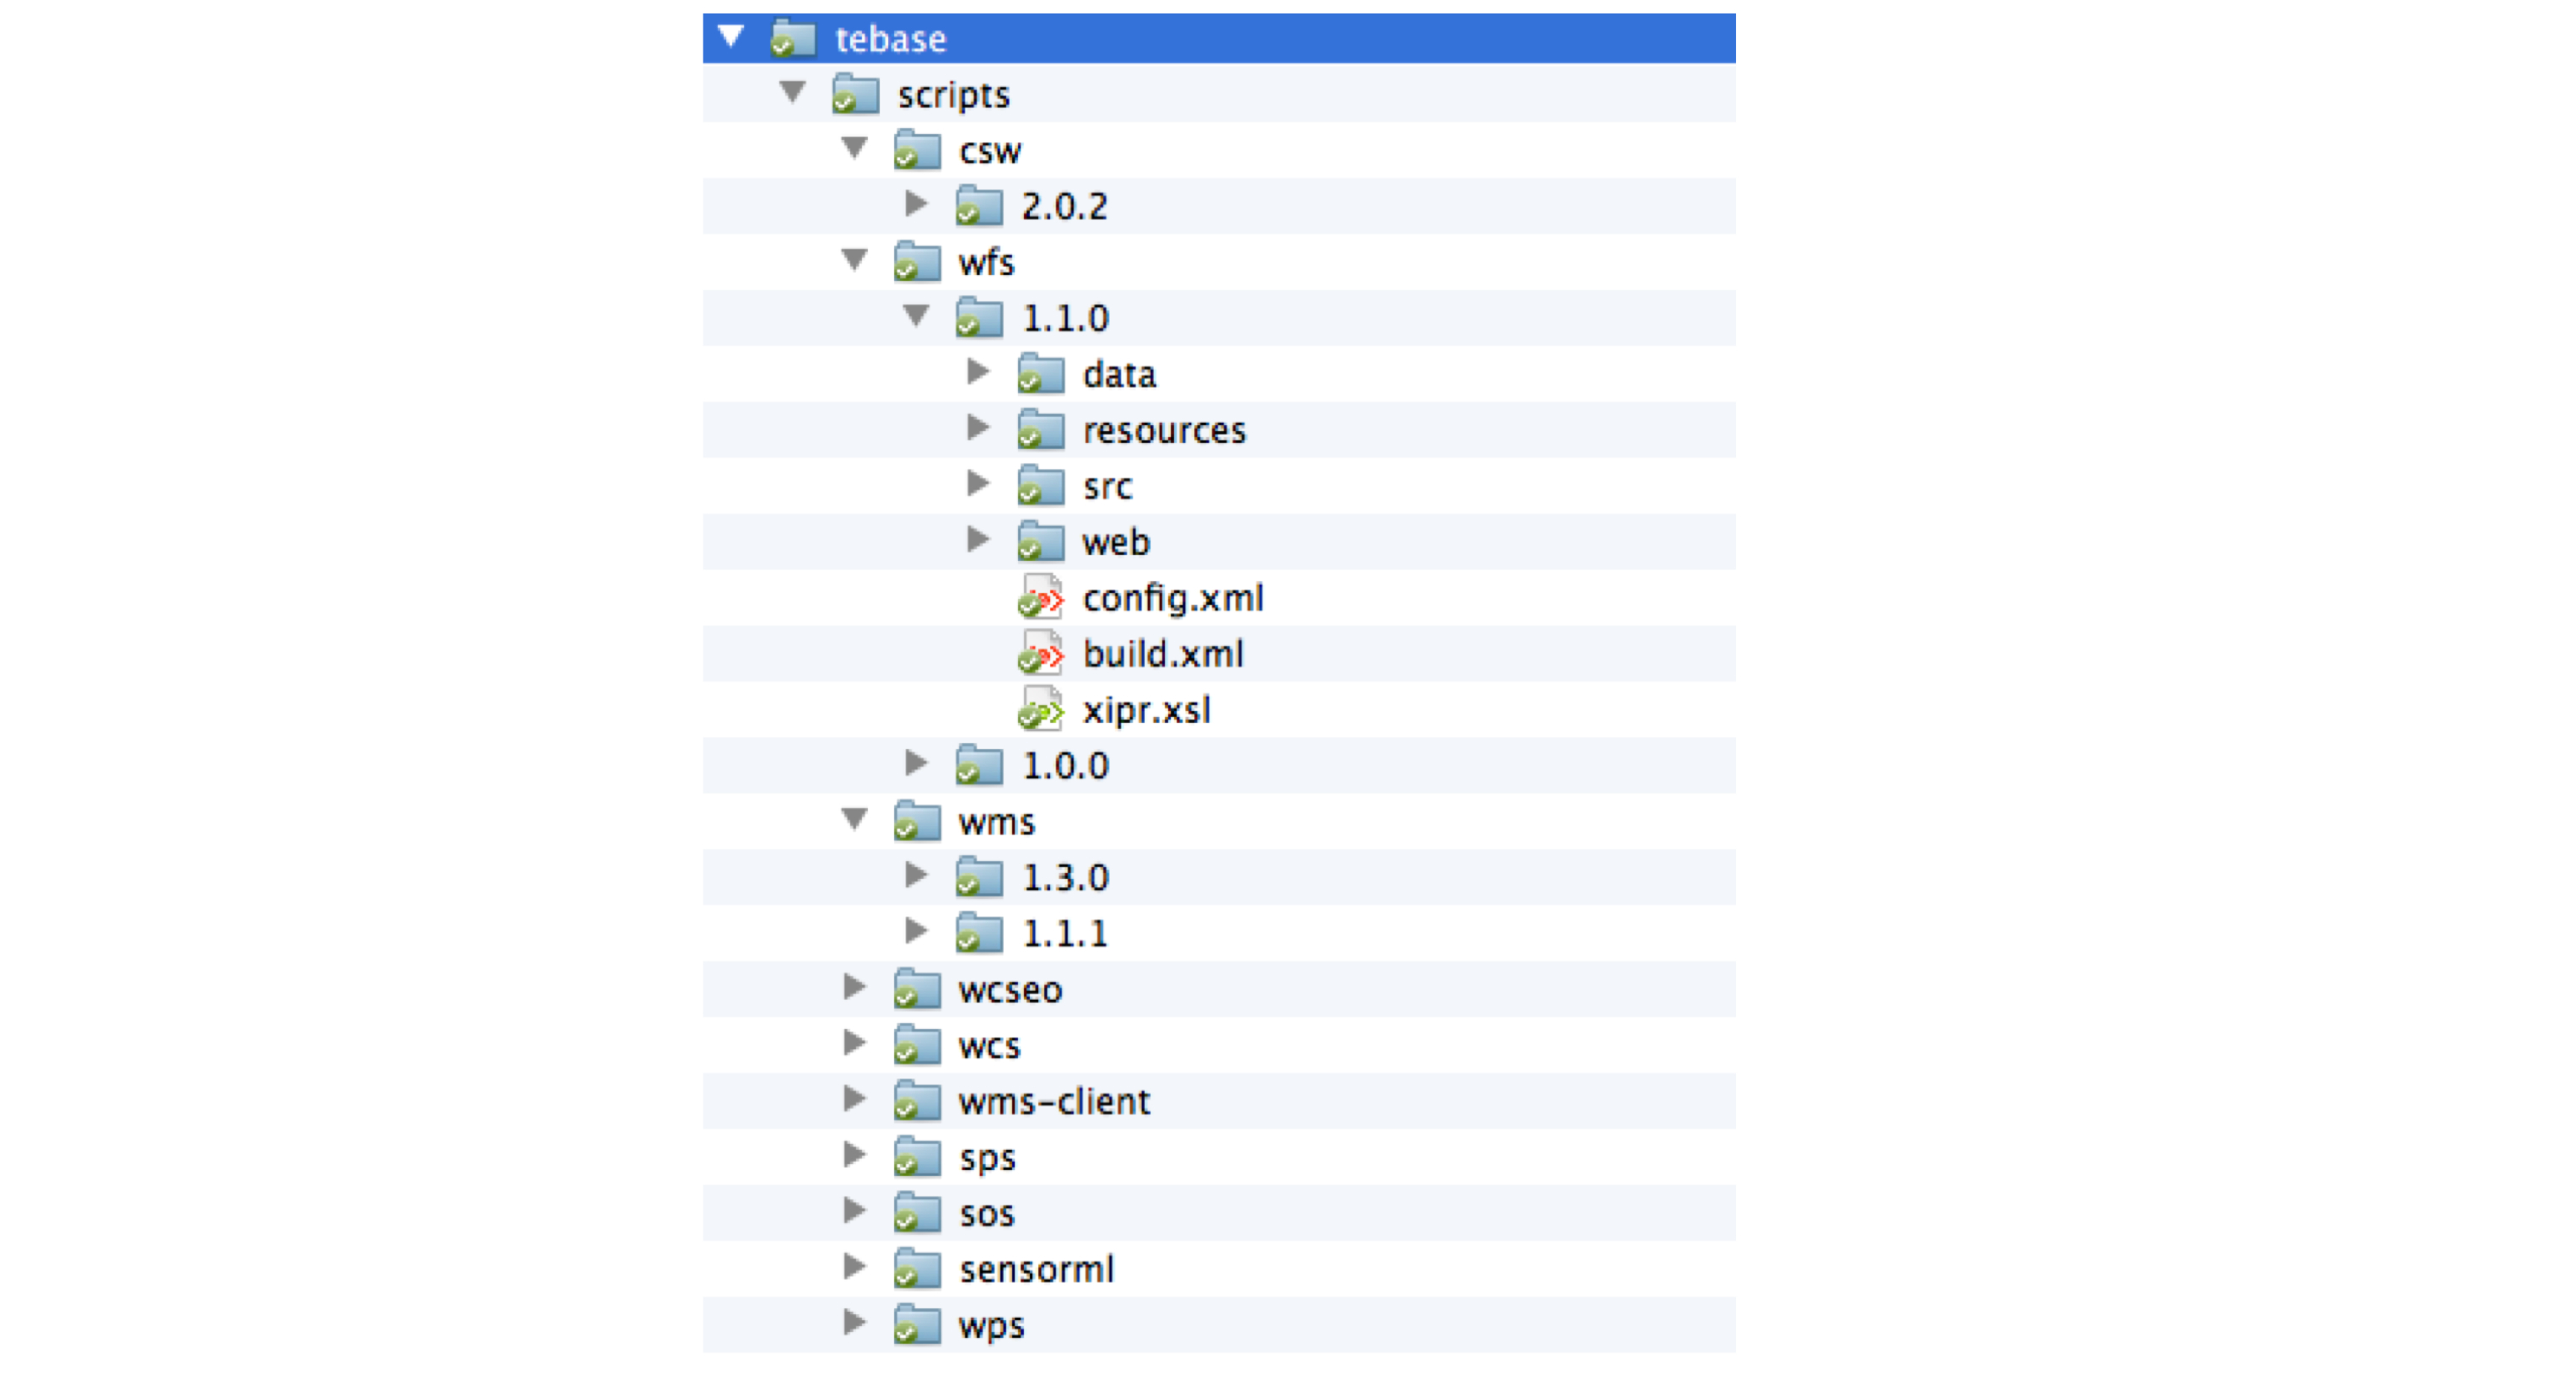 tebase
scripts
csw
2.0.2
wfs
1.1.0
data
resources
src
web
config.xml
build.xml
xipr.xsl
1.0.0
wms
1.3.0
1.1.1
wcseo
wcs
wms-client
sps
sos
sensorml
wps